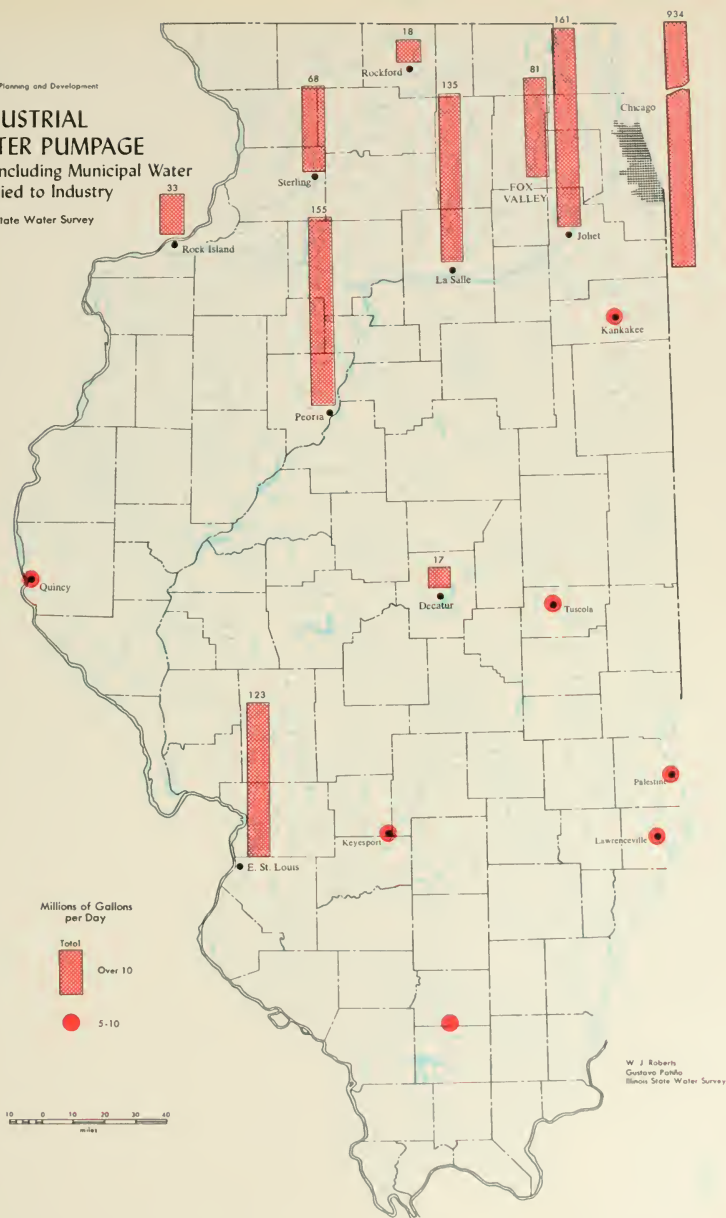 Planning and Development
USTRIAL
TER PUMPAGE
ncluding Municipal Water
ied to Industry
tate Water Survey
934
161
18
Rockford
68
135
81
Chicago
Sterling
FOX
VALLEY
33
155
Rock Island
Joliet
La Salle
Kankakee
Peoria
17
Quincy
Decatur
Tuscola
123
Palestine
Keyesport
Lawrenceville
E. St. Louis
Millions of Gallons
per Day
Total
Over 10
5-10
W J Roberts
Gustavo Patiño
Illinois State Water Survey
10 0 10 20 30 40
miles